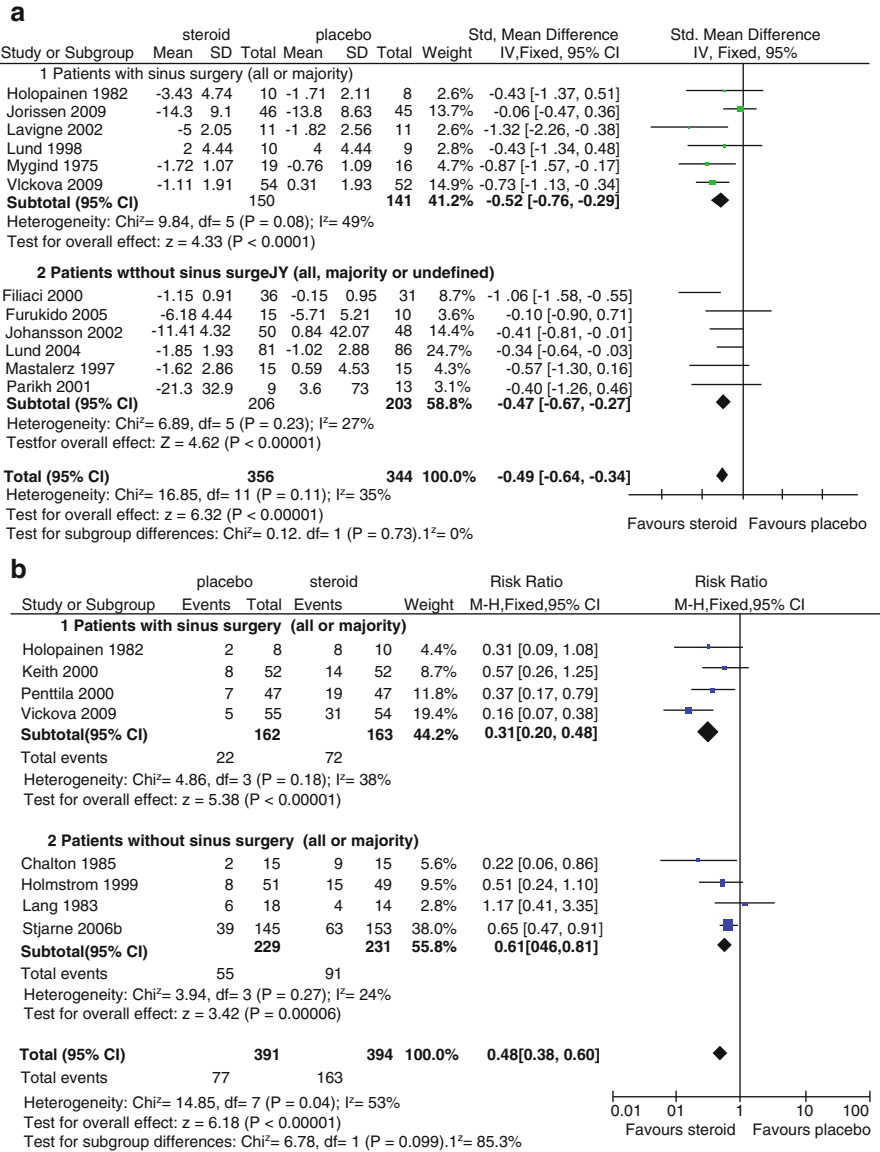 a
steroid placebo Std, Mean Difference Std. Mean Difference
Study or Subgroup Mean SD Total Mean SD Total Weight IV,Fixed, 95% CI IV, Fixed, 95%
1 Patients with sinus surgery (all or majority)
Holopainen 1982 -3.43 4.74 10 -1.71 2.11 8 2.6% -0.43 [-1 .37, 0.51]
Jorissen 2009 -14.3 9.1 46 -13.8 8.63 45 13.7% -0.06 [-0.47, 0.36]
Lavigne 2002 -5 2.05 11 -1 .82 2.56 11 2.6% -1.32 [-2.26, -0 .38]
Lund 1998 2 4.44 10 4 4.44 9 2.8% -0.43 [-1 .34, 0.48]
Mygind 1975 -1.72 1.07 19 -0.76 1.09 16 4.7% -0.87 [-1 .57, -0 .17]
Vlckova 2009 -1.11 1.91 54 0.31 1.93 52 14.9% -0.73 [-1 .13, -0 .34]
Subtotal (95% CI) 150 141 41.2% -0.52 [-0.76, -0.29]
Heterogeneity: Chiᶻ= 9.84, df= 5 (P = 0.08); Iᶻ= 49%
Test for overall effect: z = 4.33 (P < 0.0001)
2 Patients wtthout sinus surgeJY (all, majority or undefined)
Filiaci 2000 -1.15 0.91 36 -0.15 0.95 31 8.7% -1 .06 [-1 .58, -0 .55]
Furukido 2005 -6.18 4.44 15 -5.71 5.21 10 3.6% -0.10 [-0.90, 0.71]
Johansson 2002 -11.41 4.32 50 0.84 42.07 48 14.4% -0.41 [-0.81, -0 .01]
Lund 2004 -1.85 1.93 81 -1.02 2.88 86 24.7% -0.34 [-0.64, -0 .03]
Mastalerz 1997 -1.62 2.86 15 0.59 4.53 15 4.3% -0.57 [-1.30, 0.16]
Parikh 2001 -21.3 32.9 9 3.6 73 13 3.1% -0.40 [-1.26, 0.46]
Subtotal (95% CI) 206 203 58.8% -0.47 [-0.67, -0.27]
Heterogeneity: Chiᶻ= 6.89, df= 5 (P = 0.23); Iᶻ= 27%
Testfor overall effect: Z = 4.62 (P < 0.00001)
Total (95% CI) 356 344 100.0% -0.49 [-0.64, -0.34]
Heterogeneity: Chiᶻ= 16.85, df= 11 (P = 0.11); Iᶻ= 35%
Test for overall effect: z = 6.32 (P < 0.00001)
Test for subgroup differences: Chiᶻ= 0.12. df= 1 (P = 0.73).1ᶻ= 0%
Favours steroid Favours placebo
b
placebo steroid Risk Ratio Risk Ratio
Study or Subgroup Events Total Events Weight M-H,Fixed,95% CI M-H,Fixed,95% CI
1 Patients with sinus surgery (all or majority)
Holopainen 1982 2 8 8 10 4.4% 0.31 [0.09, 1.08]
Keith 2000 8 52 14 52 8.7% 0.57 [0.26, 1.25]
Penttila 2000 7 47 19 47 11.8% 0.37 [0.17, 0.79]
Vickova 2009 5 55 31 54 19.4% 0.16 [0.07, 0.38]
Subtotal(95% CI) 162 163 44.2% 0.31[0.20, 0.48]
Total events 22 72
Heterogeneity: Chiᶻ= 4.86, df= 3 (P = 0.18); Iᶻ= 38%
Test for overall effect: z = 5.38 (P < 0.00001)
2 Patients without sinus surgery (all or majority)
Chalton 1985 2 15 9 15 5.6% 0.22 [0.06, 0.86]
Holmstrom 1999 8 51 15 49 9.5% 0.51 [0.24, 1.10]
Lang 1983 6 18 4 14 2.8% 1.17 [0.41, 3.35]
Stjarne 2006b 39 145 63 153 38.0% 0.65 [0.47, 0.91]
Subtotal(95% CI) 229 231 55.8% 0.61[046,0.81]
Total events 55 91
Heterogeneity: Chiᶻ= 3.94, df= 3 (P = 0.27); Iᶻ= 24%
Test for overall effect: z = 3.42 (P = 0.00006)
Total (95% CI) 391 394 100.0% 0.48[0.38, 0.60]
Total events 77 163
Heterogeneity: Chiᶻ= 14.85, df= 7 (P = 0.04); Iᶻ= 53%
Test for overall effect: z = 6.18 (P < 0.00001)
Test for subgroup differences: Chiᶻ= 6.78, df= 1 (P = 0.099).1ᶻ= 85.3%
0.01 01 1 10 100
Favours steroid Favours placebo